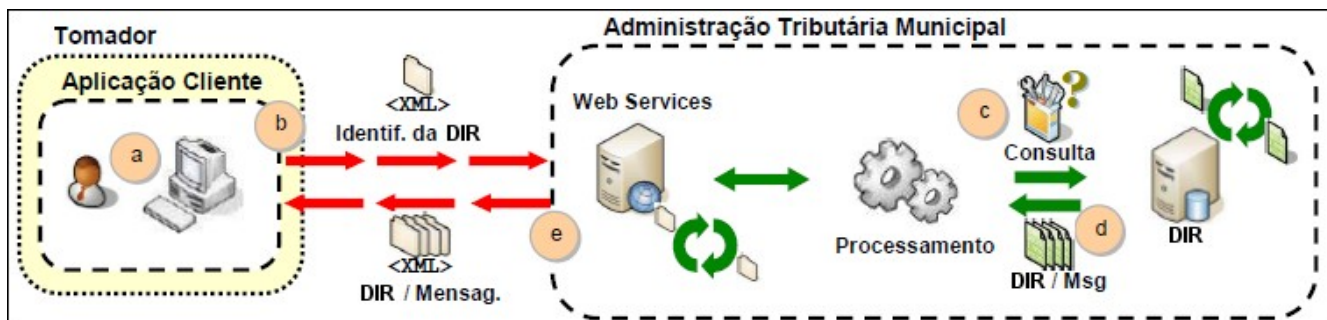 Tomador
Administração Tributária Municipal
Aplicação Cliente
a
b
<XML>
Identif. da DIR
<XML>
DIR / Mensag.
e
Web Services
Processamento
c
?
Consulta
d
DIR / Msg
DIR